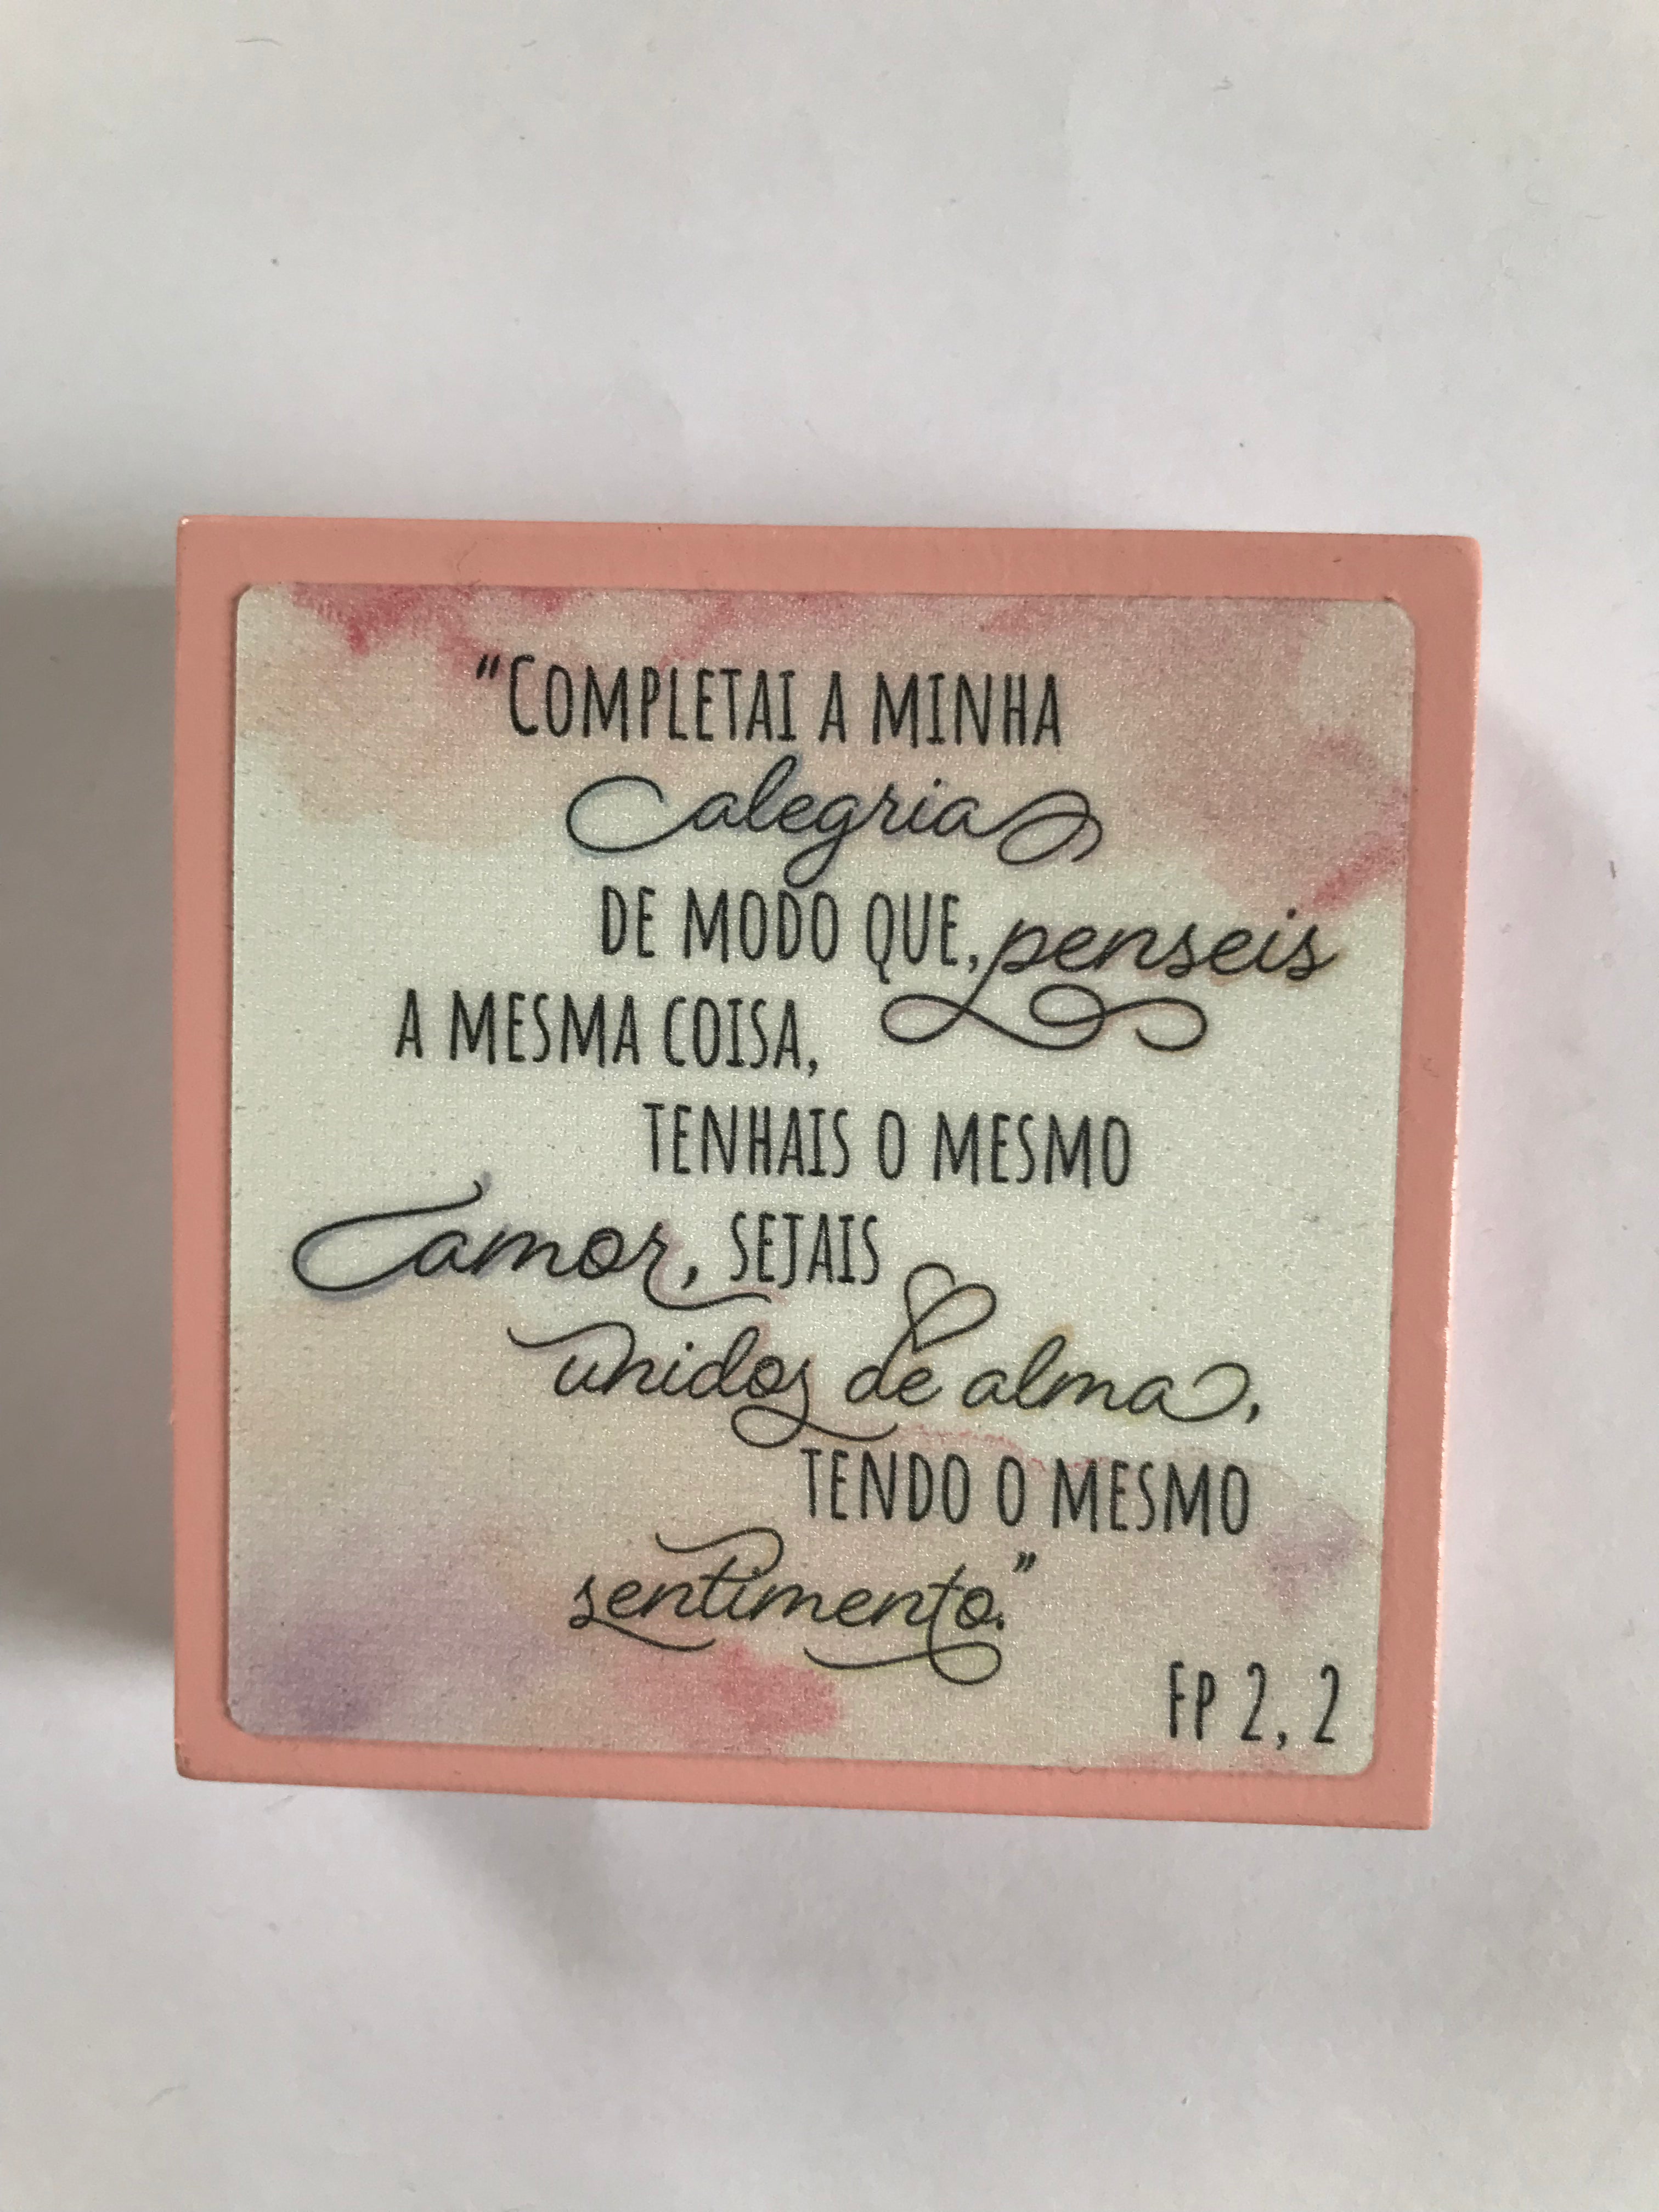 “COMPLETAI A MINHA
alegria
DE MODO QUE, penseis
A MESMA COISA,
TENHAIS O MESMO
amor, SEJAIS
unidos de alma,
TENDO O MESMO
sentimento.”
FP 2, 2